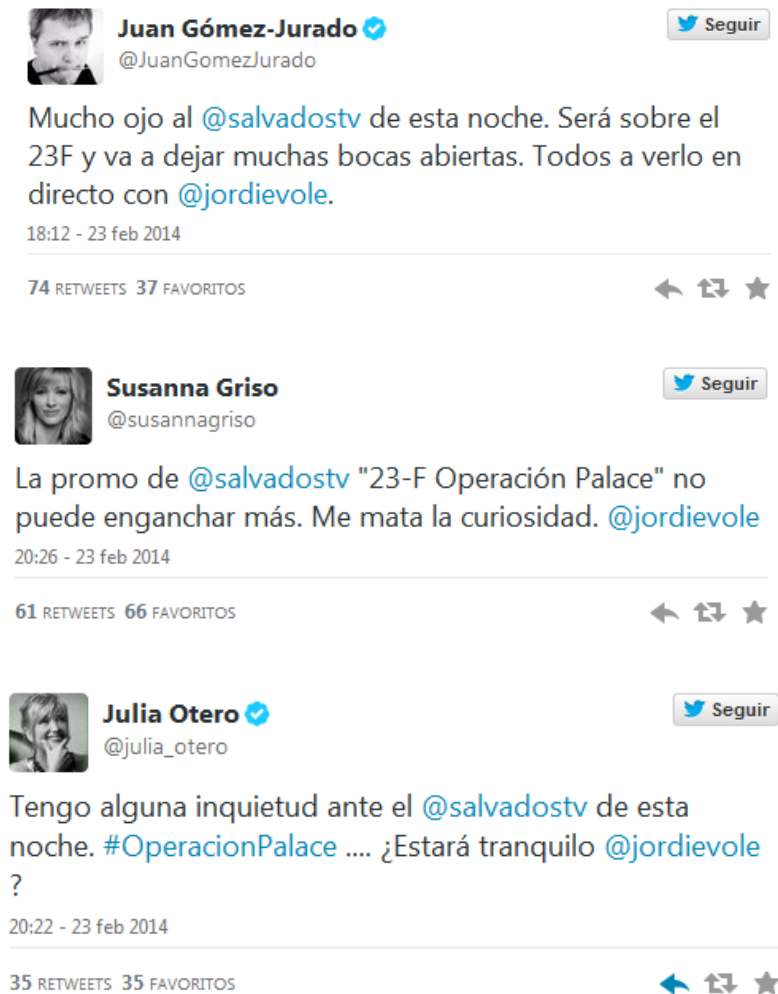 Juan Gómez-Jurado
Seguir
@JuanGomezJurado
Mucho ojo al @salvadostv de esta noche. Será sobre el
23F y va a dejar muchas bocas abiertas. Todos a verlo en
directo con @jordievole.
18:12 - 23 feb 2014
74 RETWEETS 37 FAVORITOS
Susanna Griso
Seguir
@susannagriso
La promo de @salvadostv "23-F Operación Palace" no
puede enganchar más. Me mata la curiosidad. @jordievole
20:26 - 23 feb 2014
61 RETWEETS 66 FAVORITOS
Julia Otero
Seguir
@julia_otero
Tengo alguna inquietud ante el @salvadostv de esta
noche. #OperacionPalace .... ¿Estará tranquilo @jordievole
?
20:22 - 23 feb 2014
35 RETWEETS 35 FAVORITOS